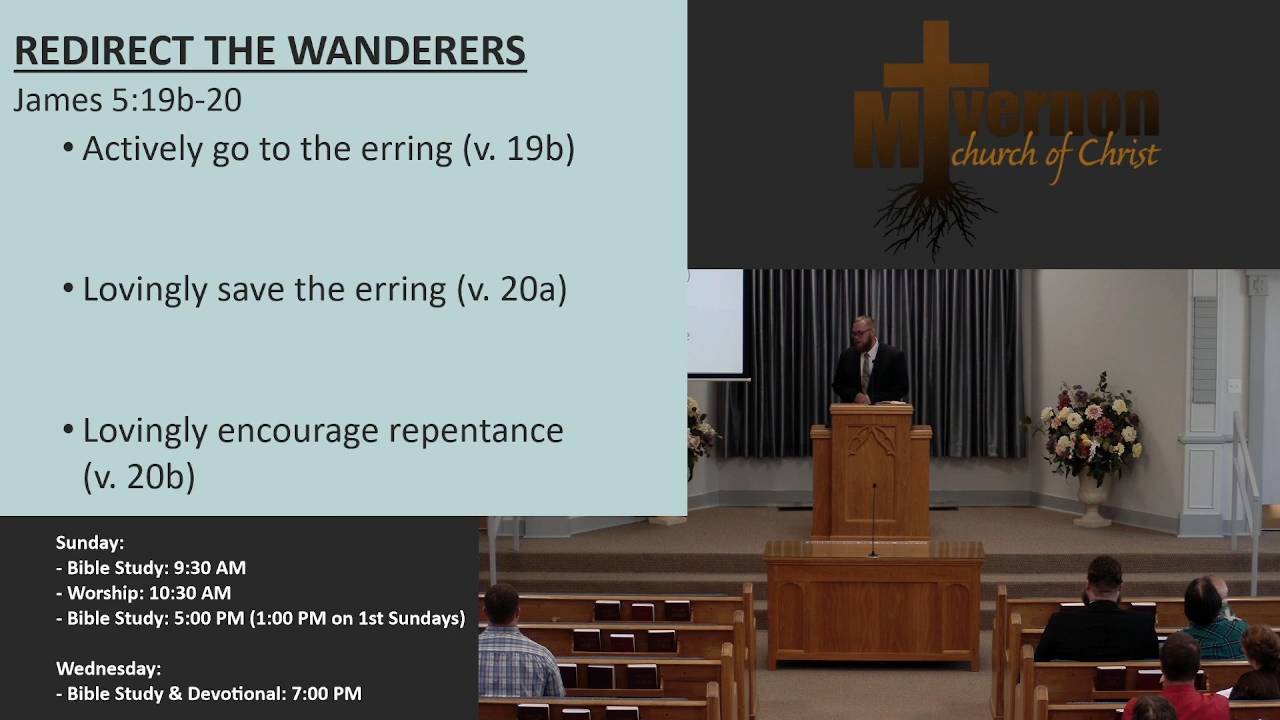 REDIRECT THE WANDERERS
James 5:19b-20
• Actively go to the erring (v. 19b)
• Lovingly save the erring (v. 20a)
• Lovingly encourage repentance
(v. 20b)
MT vernon
church of Christ
Sunday:
- Bible Study: 9:30 AM
- Worship: 10:30 AM
- Bible Study: 5:00 PM (1:00 PM on 1st Sundays)
Wednesday:
- Bible Study & Devotional: 7:00 PM